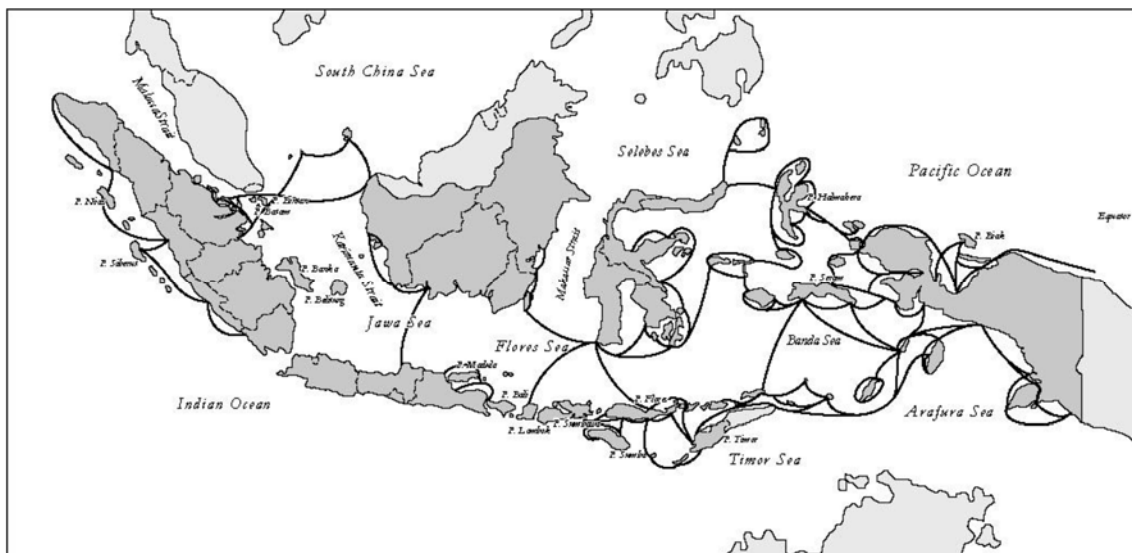 South China Sea
Malacca Strait
Selebes Sea
Pacific Ocean
P. Nias
P. Bintan
P. Batam
P. Halmahera
Equator
P. Siberut
Karimata Strait
Makasar Strait
P. Biak
P. Bangka
P. Belitung
P. Seram
Jawa Sea
Flores Sea
Banda Sea
P. Madura
Indian Ocean
P. Bali
P. Flores
Arafura Sea
P. Lombok
P. Sumbawa
P. Timor
P. Sumba
Timor Sea